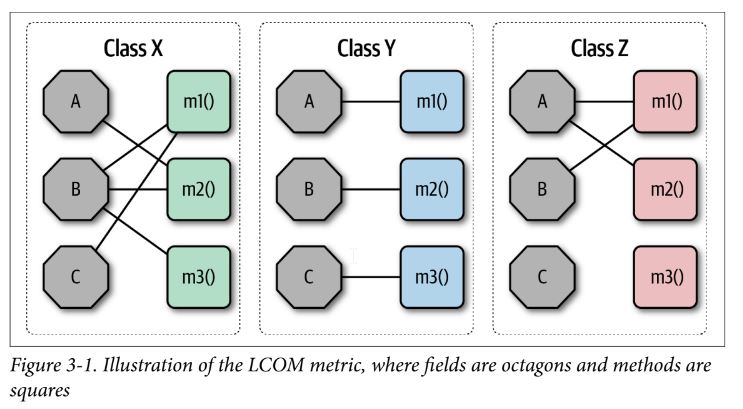 Class X
Class Y
Class Z
A
m1()
A
m1()
A
m1()
B
m2()
B
m2()
B
m2()
C
m3()
C
m3()
C
m3()
Figure 3-1. Illustration of the LCOM metric, where fields are octagons and methods are
squares